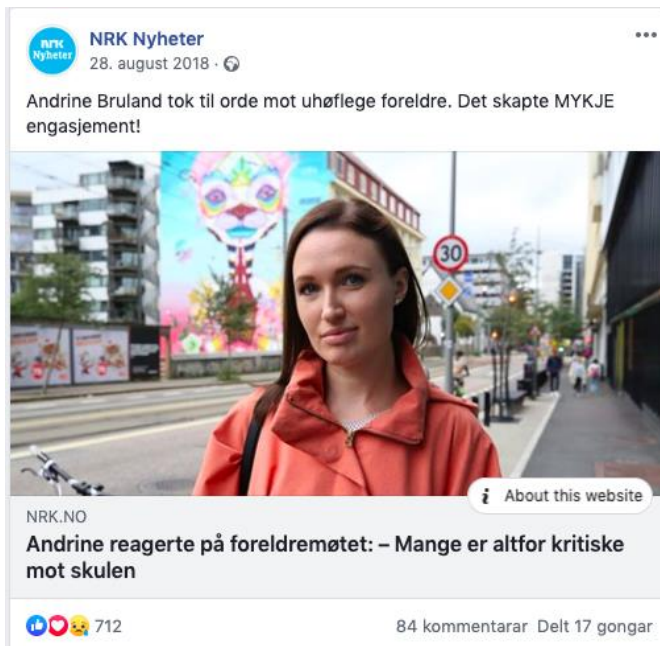 NRK Nyheter
nrk
Nyheter
28. august 2018 ·
Andrine Bruland tok til orde mot uhøflege foreldre. Det skapte MYKJE
engasjement!
30
i About this website
NRK.NO
Andrine reagerte på foreldremøtet: – Mange er altfor kritiske
mot skulen
712
84 kommentarar Delt 17 gongar